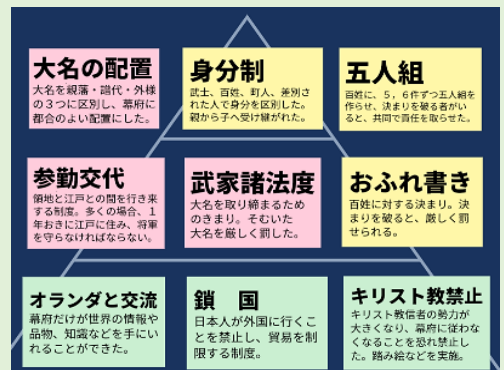 大名の配置
大名を親藩・譜代・外様
の３つに区別し、幕府に
都合のよい配置にした。
身分制
武士、百姓、町人、差別さ
れた人で身分を区別した。
親から子へ受け継がれた。
五人組
百姓に、５，６件ずつ五人組を
作らせ、決まりを破る者がい
ると、共同で責任を取らせた。
参勤交代
領地と江戸との間を行き来
する制度。多くの場合、１
年おきに江戸に住み、将軍
を守らなければならない。
武家諸法度
大名を取り締まるため
のきまり。そむいた
大名を厳しく罰した。
おふれ書き
百姓に対する決まり。決
まりを破ると、厳しく罰
せられる。
オランダと交流
幕府だけが世界の情報や
品物、知識などを手にい
れることができた。
鎖　国
日本人が外国に行くこ
とを禁止し、貿易を制
限する制度。
キリスト教禁止
キリスト教信者の勢力が
大きくなり、幕府に従わな
くなることを恐れ禁止し
た。踏み絵などを実施。